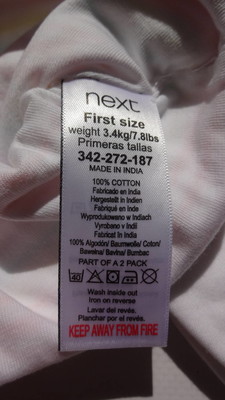 next
First size
weight 3.4kg/7.8lbs
Primeras tallas
342-272-187
MADE IN INDIA
100% COTTON
Fabricado en India
Hergestellt in Indien
Fabriqué en Inde
Wyprodukowano w Indiach
Vyrobeno v Indii
Fabricat in India
100% Algodón/ Baumwolle/ Coton/
Bawełna/ Bavlna/ Bumbac
PART OF A 2 PACK
40
Wash inside out
Iron on reverse
Lavar del revés.
Planchar por el revés.
KEEP AWAY FROM FIRE